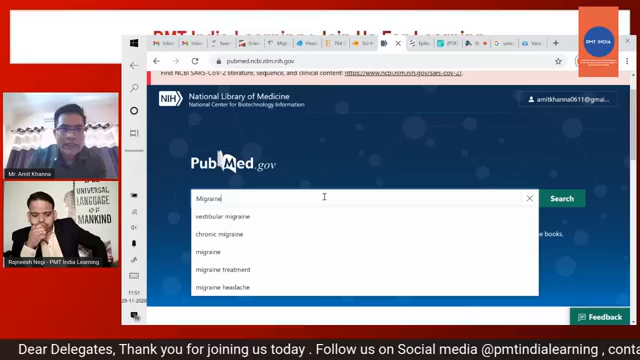 PMT India Learning : Join Us For Learning
PMT INDIA
pubmed.ncbi.nlm.nih.gov
Find NCBI SARS-CoV-2 literature, sequence, and clinical content: https://www.ncbi.nlm.nih.gov/sars-cov-2/.
NIH National Library of Medicine
National Center for Biotechnology Information
amitkhanna0611@gmai...
Mr. Amit Khanna
PubMed.gov
Migraine
Search
vestibular migraine
chronic migraine
migraine
migraine treatment
migraine headache
e books.
UNIVERSAL
LANGUAGE OF
MANKIND
Rajneesh Negi - PMT India Learning
11:51
29-11-2020
Feedback
Dear Delegates, Thank you for joining us today . Follow us on Social media @pmtindialearning , conta